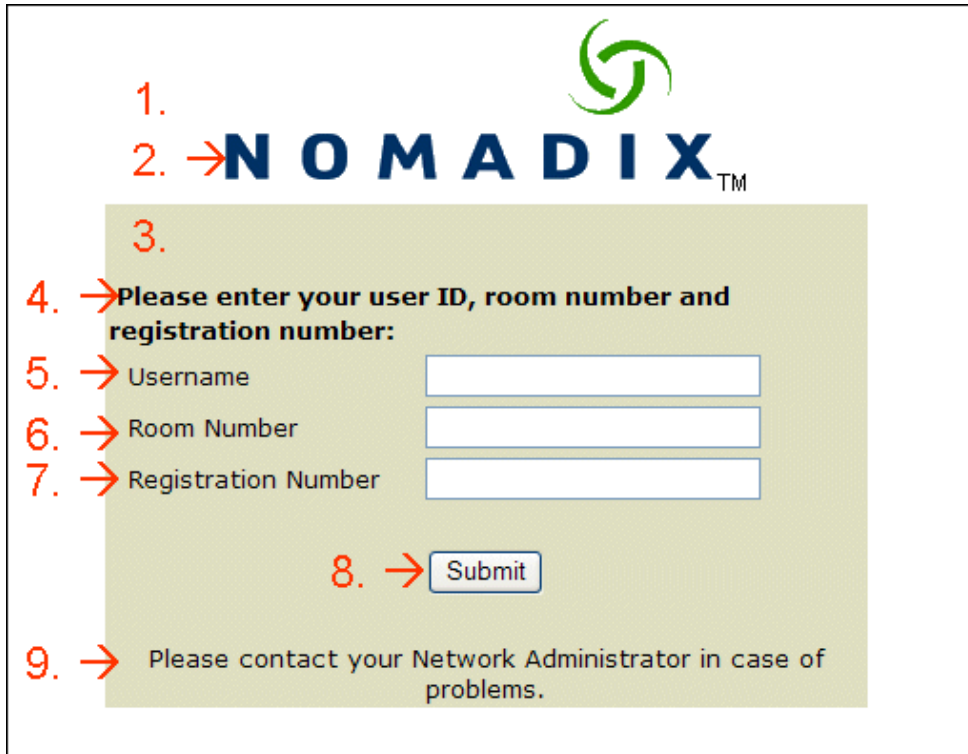 1.
2. → NOMADIX TM
3.
4. → Please enter your user ID, room number and
registration number:
5. → Username
6. → Room Number
7. → Registration Number
8. → Submit
9. → Please contact your Network Administrator in case of
problems.